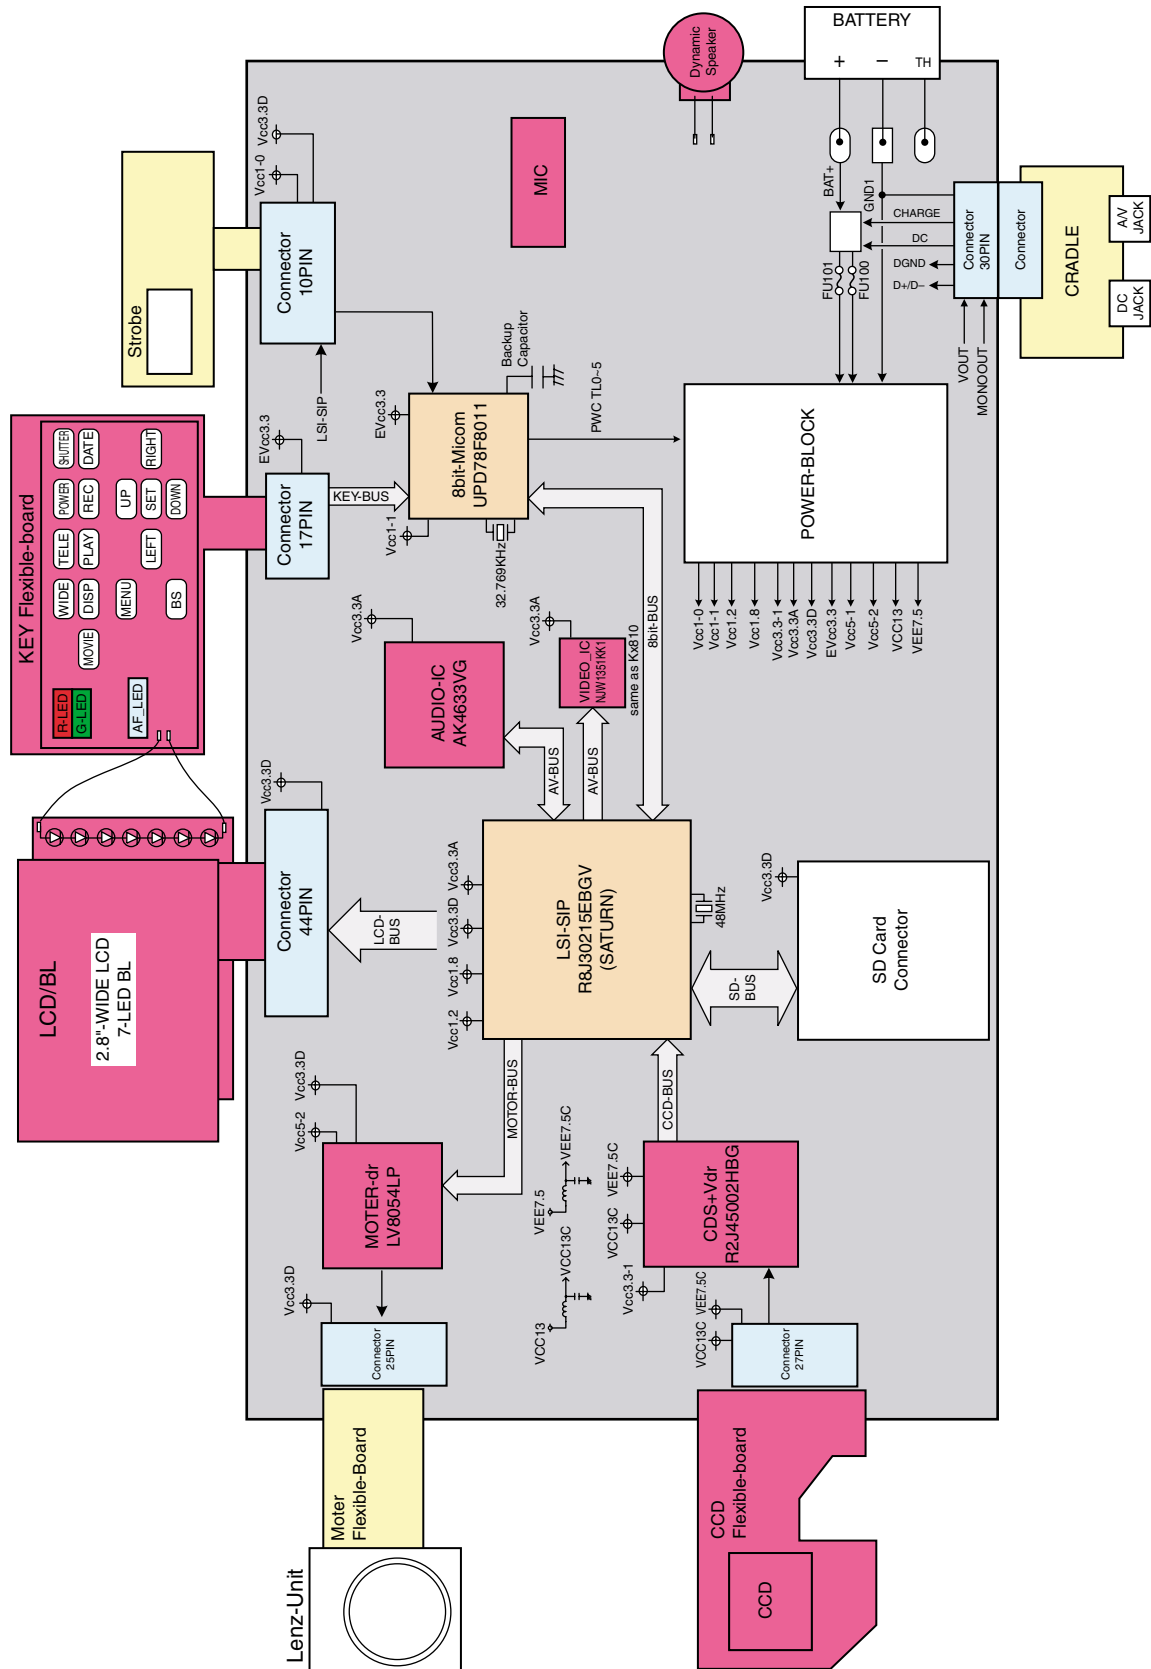 Lenz-Unit
Moter
Flexible-Board
Connector
25PIN
Vcc3.3D
MOTER-dr
LV8054LP
Vcc5-2
Vcc3.3D
MOTOR-BUS
LCD/BL
2.8"-WIDE LCD
7-LED BL
Connector
44PIN
Vcc3.3D
LCD-
BUS
KEY Flexible-board
R-LED
G-LED
AF_LED
MOVIE
WIDE
TELE
POWER
SHUTTER
DISP
PLAY
REC
DATE
MENU
UP
LEFT
SET
RIGHT
BS
DOWN
Connector
17PIN
EVcc3.3
KEY-BUS
Strobe
Connector
10PIN
Vcc1-0
Vcc3.3D
LSI-SIP
8bit-Micom
UPD78F8011
EVcc3.3
Vcc1-1
32.769KHz
Backup
Capacitor
PWC TL0~5
MIC
Dynamic
Speaker
BATTERY
+
−
TH
BAT+
GND1
CHARGE
DC
DGND
D+/D−
FU101
FU100
Connector
30PIN
Connector
CRADLE
A/V
JACK
DC
JACK
VOUT
MONOOUT
POWER-BLOCK
Vcc1-0
Vcc1-1
Vcc1.2
Vcc1.8
Vcc3.3-1
Vcc3.3A
Vcc3.3D
EVcc3.3
Vcc5-1
Vcc5-2
VCC13
VEE7.5
AUDIO-IC
AK4633VG
Vcc3.3A
VIDEO_IC
NJW1351KK1
same as Kx810
Vcc3.3A
AV-BUS
AV-BUS
8bit-BUS
LSI-SIP
R8J30215EBGV
(SATURN)
Vcc1.2
Vcc1.8
Vcc3.3D
Vcc3.3A
48MHz
SD-
BUS
SD Card
Connector
Vcc3.3D
CCD-BUS
CDS+Vdr
R2J45002HBG
Vcc3.3-1
VCC13C
VEE7.5C
VCC13
VCC13C
VEE7.5
VEE7.5C
Connector
27PIN
VCC13C
VEE7.5C
CCD
Flexible-board
CCD